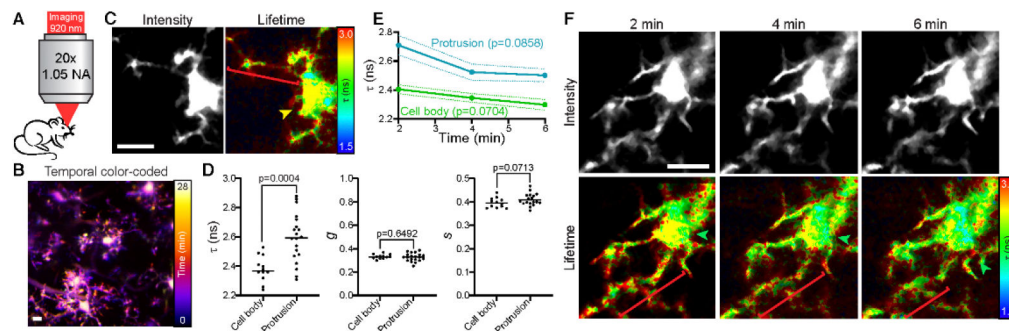 A
Imaging
920 nm
20x
1.05 NA
B
Temporal color-coded
28
Time (min)
0
C
Intensity
Lifetime
3.0
τ (ns)
1.5
D
p=0.0004
τ (ns)
3.0
2.8
2.6
2.4
2.2
Cell body
Protrusion
p=0.6492
g
1.0
0.8
0.6
0.4
0.2
0.0
Cell body
Protrusion
p=0.0713
s
0.5
0.4
0.3
0.2
0.1
0.0
Cell body
Protrusion
E
2.8
2.6
2.4
2.2
τ (ns)
Protrusion (p=0.0858)
Cell body (p=0.0704)
2
4
6
Time (min)
F
2 min
4 min
6 min
Intensity
Lifetime
τ (ns)